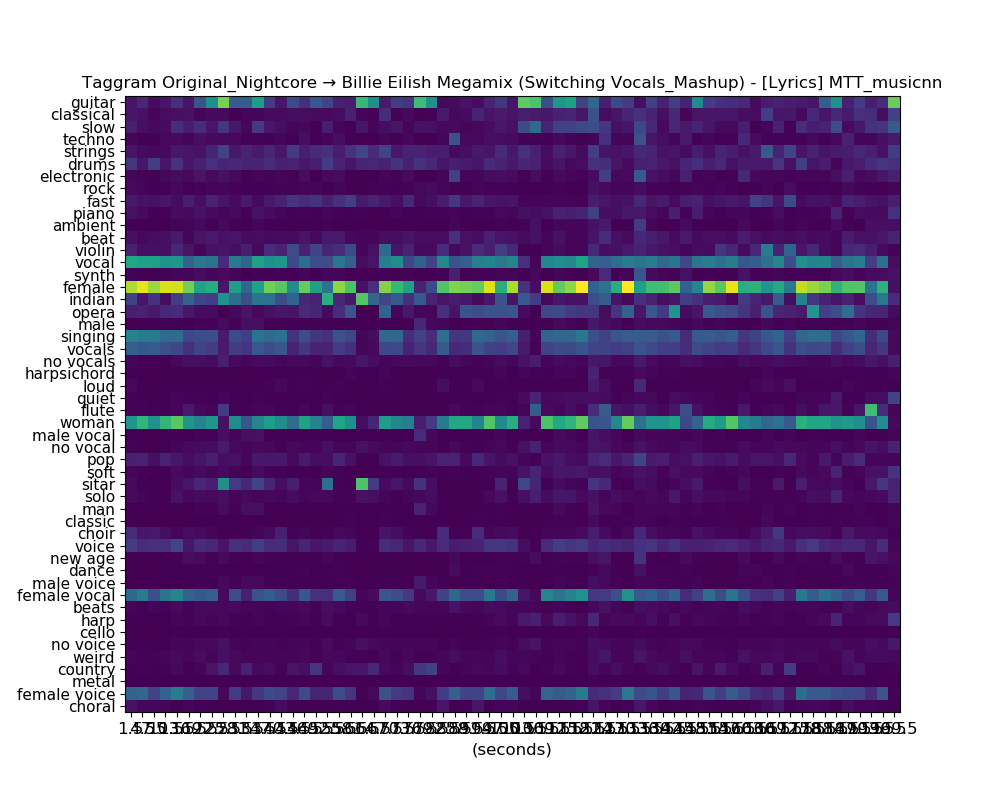 Taggram Original_Nightcore → Billie Eilish Megamix (Switching Vocals_Mashup) - [Lyrics] MTT_musicnn
guitar
classical
slow
techno
strings
drums
electronic
rock
fast
piano
ambient
beat
violin
vocal
synth
female
indian
opera
male
singing
vocals
no vocals
harpsichord
loud
quiet
flute
woman
male vocal
no vocal
pop
soft
sitar
solo
man
classic
choir
voice
new age
dance
male voice
female vocal
beats
harp
cello
no voice
weird
country
metal
female voice
choral
(seconds)